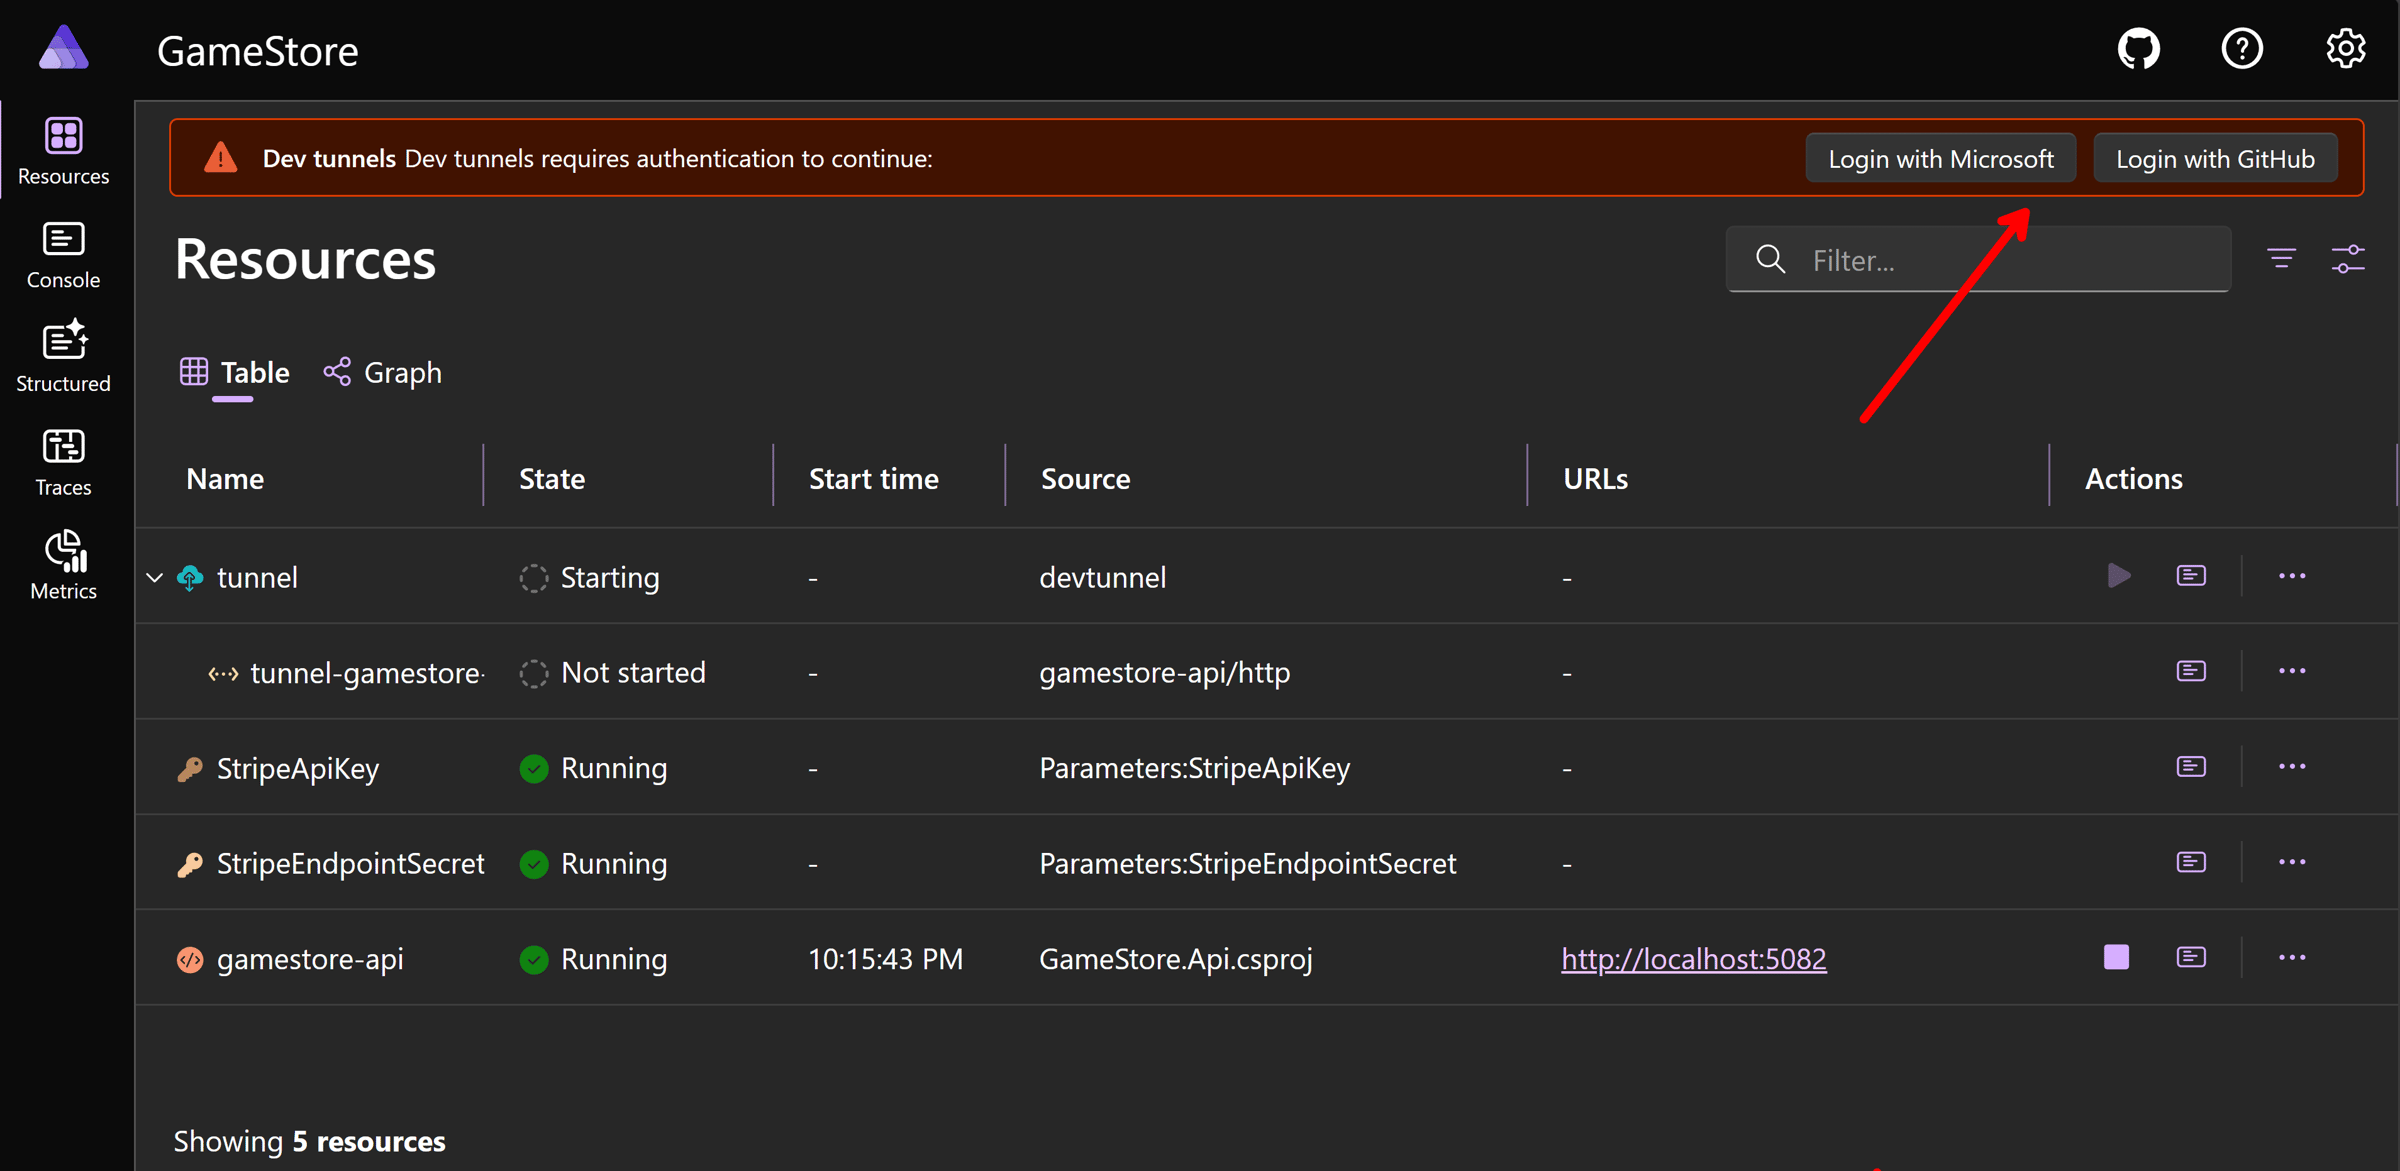 GameStore
Resources
Console
Structured
Traces
Metrics
Dev tunnels Dev tunnels requires authentication to continue:
Login with Microsoft
Login with GitHub
Resources
Filter...
Table
Graph
Name State Start time Source URLs Actions
tunnel Starting - devtunnel -
tunnel-gamestore- Not started - gamestore-api/http -
StripeApiKey Running - Parameters:StripeApiKey -
StripeEndpointSecret Running - Parameters:StripeEndpointSecret -
gamestore-api Running 10:15:43 PM GameStore.Api.csproj http://localhost:5082
Showing 5 resources